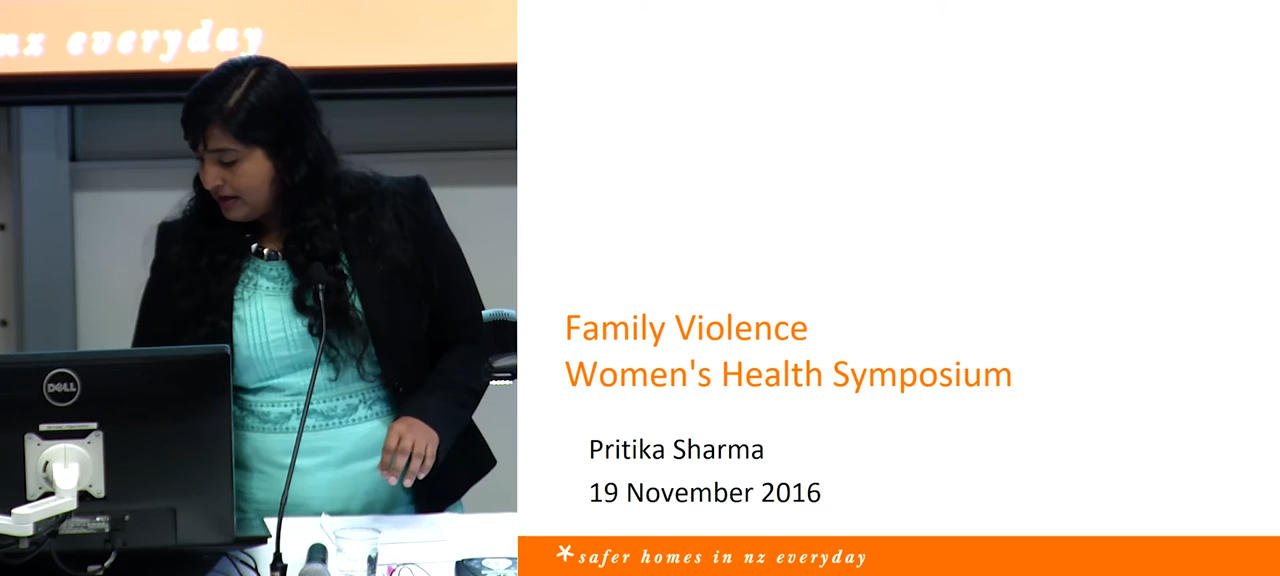 nz everyday
DELL
Family Violence
Women's Health Symposium
Pritika Sharma
19 November 2016
*safer homes in nz everyday